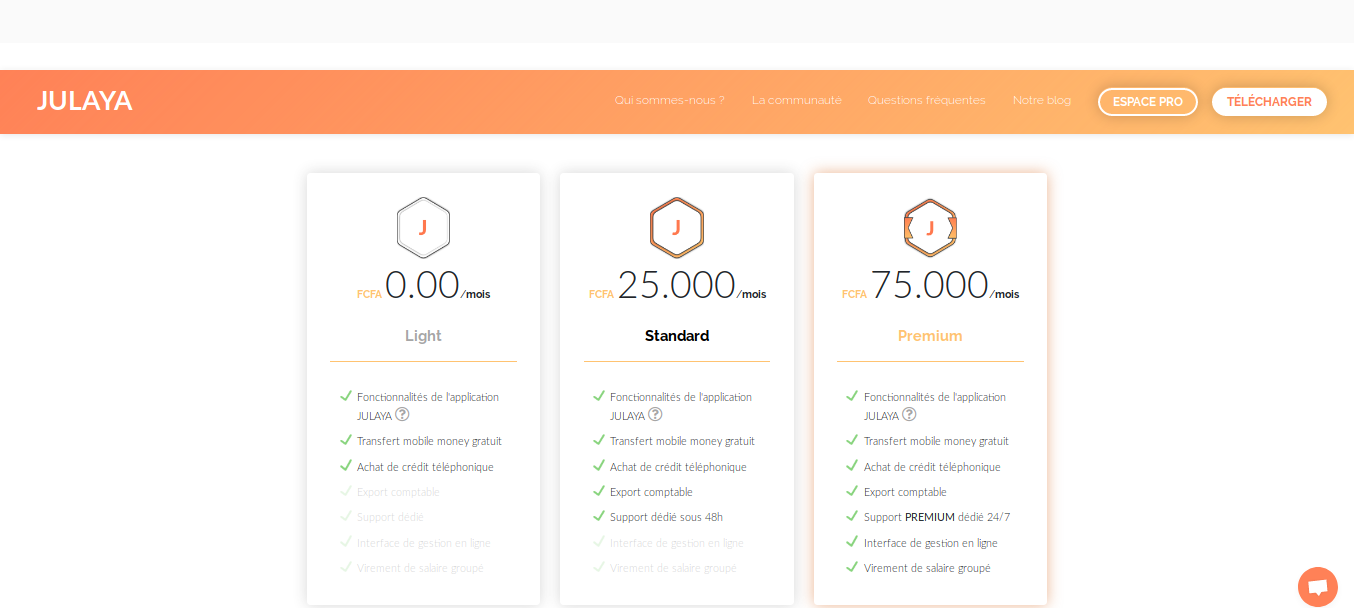 JULAYA
Qui sommes-nous ?
La communauté
Questions fréquentes
Notre blog
ESPACE PRO
TÉLÉCHARGER
J
FCFA 0.00/mois
Light
Fonctionnalités de l'application
JULAYA ?
Transfert mobile money gratuit
Achat de crédit téléphonique
Export comptable
Support dédié
Interface de gestion en ligne
Virement de salaire groupé
J
FCFA 25.000/mois
Standard
Fonctionnalités de l'application
JULAYA ?
Transfert mobile money gratuit
Achat de crédit téléphonique
Export comptable
Support dédié sous 48h
Interface de gestion en ligne
Virement de salaire groupé
J
FCFA 75.000/mois
Premium
Fonctionnalités de l'application
JULAYA ?
Transfert mobile money gratuit
Achat de crédit téléphonique
Export comptable
Support PREMIUM dédié 24/7
Interface de gestion en ligne
Virement de salaire groupé